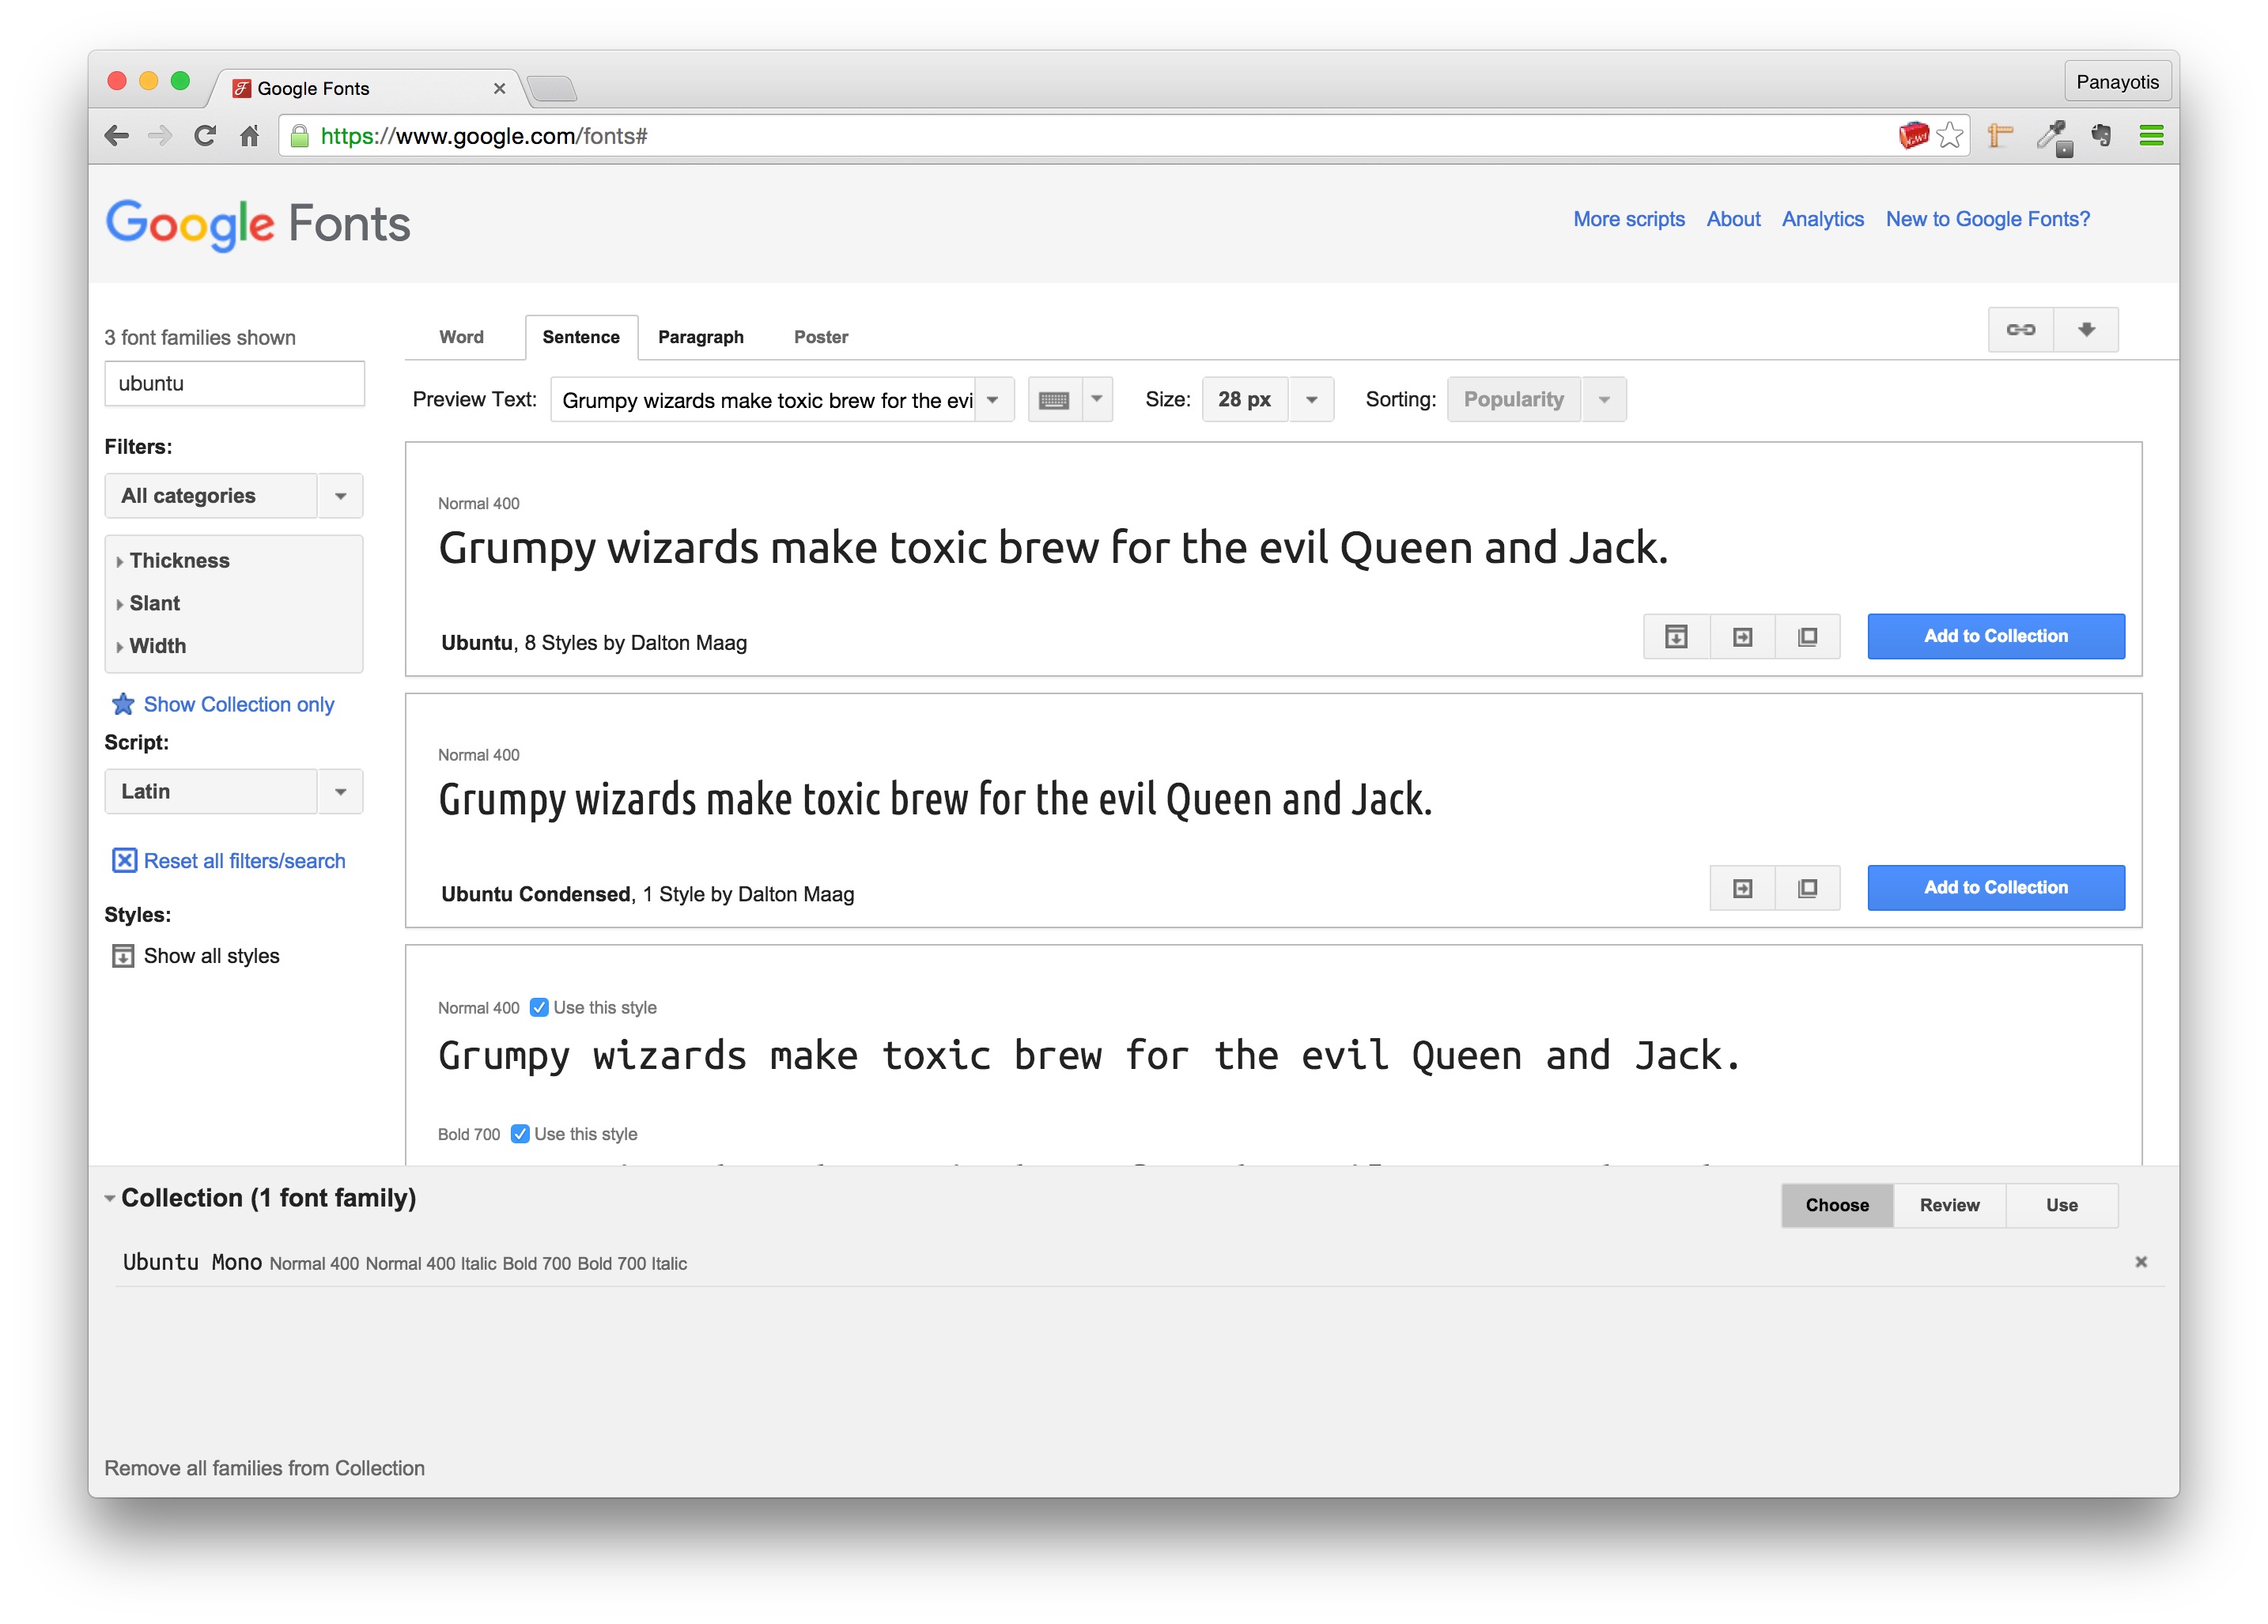 Google Fonts
Panayotis
https://www.google.com/fonts#
Google Fonts
More scripts About Analytics New to Google Fonts?
3 font families shown
ubuntu
Filters:
All categories
Thickness
Slant
Width
Show Collection only
Script:
Latin
Reset all filters/search
Styles:
Show all styles
Word Sentence Paragraph Poster
Preview Text: Grumpy wizards make toxic brew for the evi Size: 28 px Sorting: Popularity
Normal 400
Grumpy wizards make toxic brew for the evil Queen and Jack.
Ubuntu, 8 Styles by Dalton Maag
Add to Collection
Normal 400
Grumpy wizards make toxic brew for the evil Queen and Jack.
Ubuntu Condensed, 1 Style by Dalton Maag
Add to Collection
Normal 400 Use this style
Grumpy wizards make toxic brew for the evil Queen and Jack.
Bold 700 Use this style
Collection (1 font family)
Choose Review Use
Ubuntu Mono Normal 400 Normal 400 Italic Bold 700 Bold 700 Italic
Remove all families from Collection